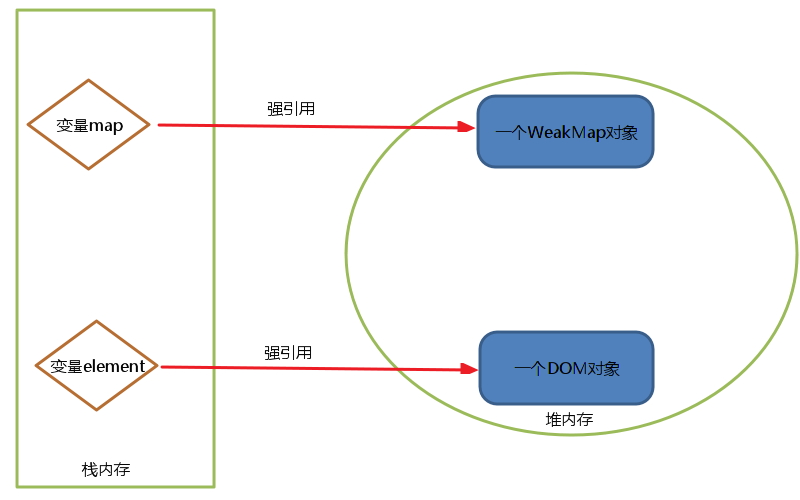 变量map
强引用
一个WeakMap对象
变量element
强引用
一个DOM对象
堆内存
栈内存